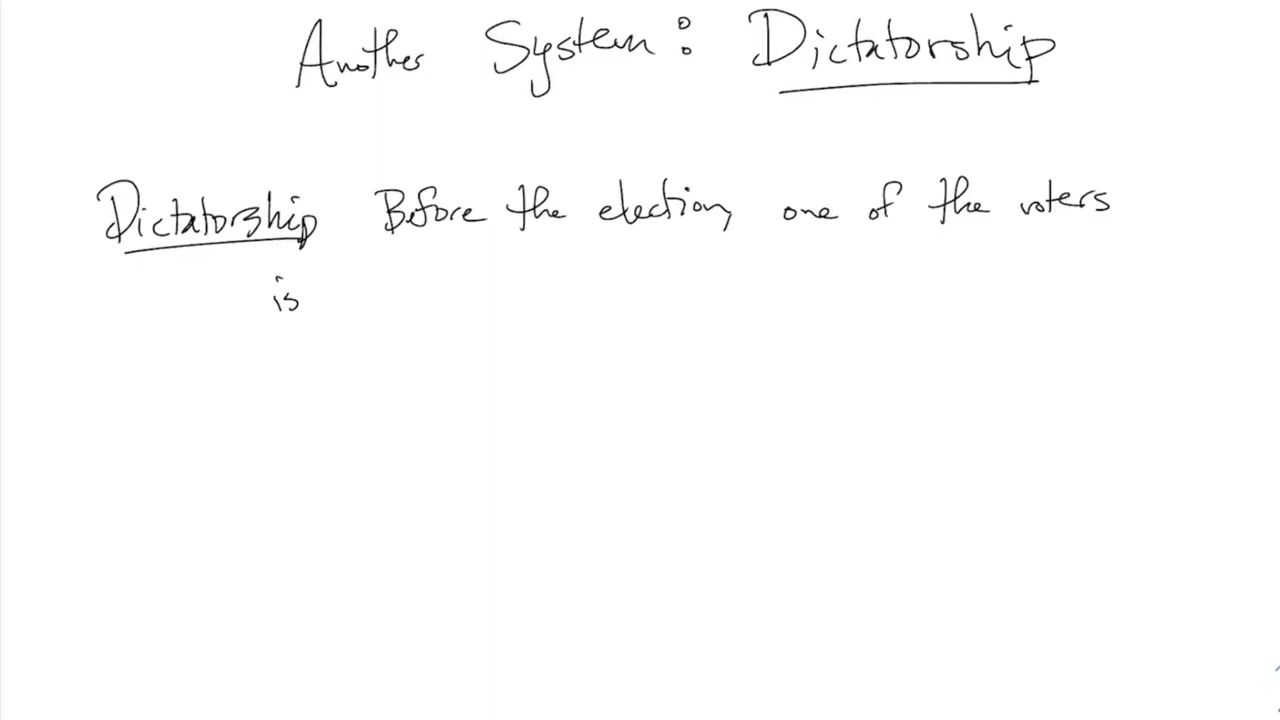 Another System: Dictatorship
Dictatorship Before the election, one of the voters
is